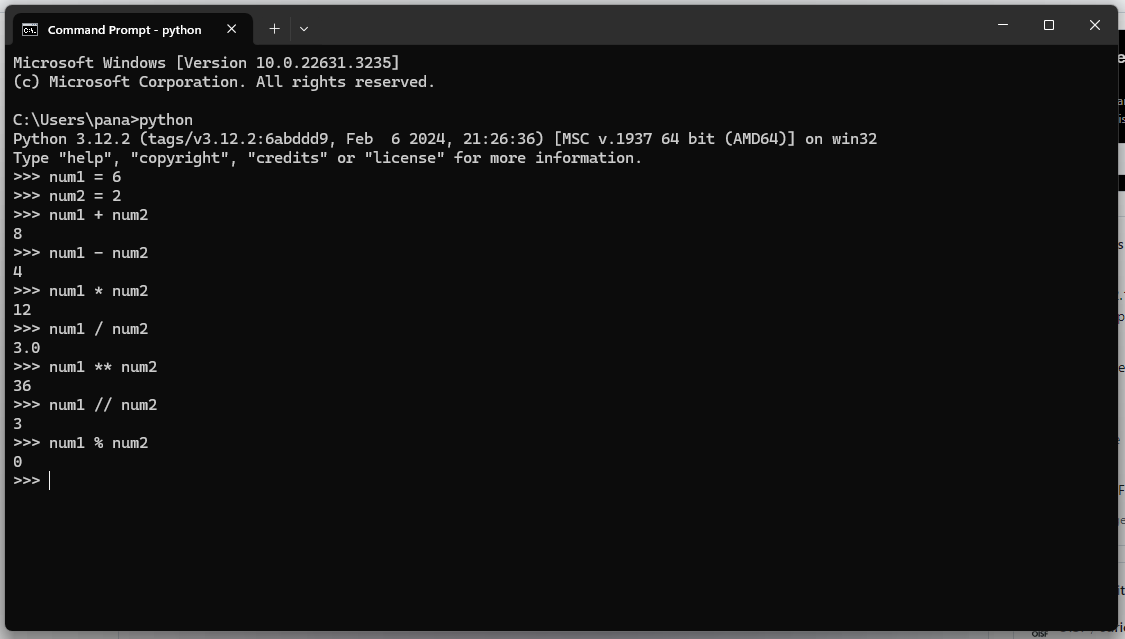 Command Prompt - python
Microsoft Windows [Version 10.0.22631.3235]
(c) Microsoft Corporation. All rights reserved.
C:\Users\pana>python
Python 3.12.2 (tags/v3.12.2:6abddd9, Feb  6 2024, 21:26:36) [MSC v.1937 64 bit (AMD64)] on win32
Type "help", "copyright", "credits" or "license" for more information.
>>> num1 = 6
>>> num2 = 2
>>> num1 + num2
8
>>> num1 - num2
4
>>> num1 * num2
12
>>> num1 / num2
3.0
>>> num1 ** num2
36
>>> num1 // num2
3
>>> num1 % num2
0
>>>